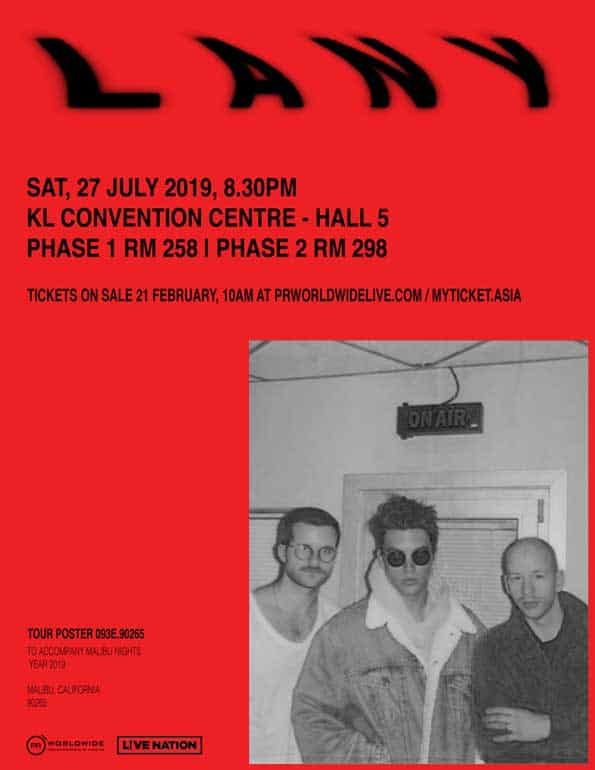 LANY
SAT, 27 JULY 2019, 8.30PM
KL CONVENTION CENTRE - HALL 5
PHASE 1 RM 258 | PHASE 2 RM 298
TICKETS ON SALE 21 FEBRUARY, 10AM AT PRWORLDWIDELIVE.COM / MYTICKET.ASIA
ON AIR
TOUR POSTER 093E.90265
TO ACCOMPANY MALIBU NIGHTS
YEAR 2019
MALIBU, CALIFORNIA
90265
PR WORLDWIDE
LIVE NATION